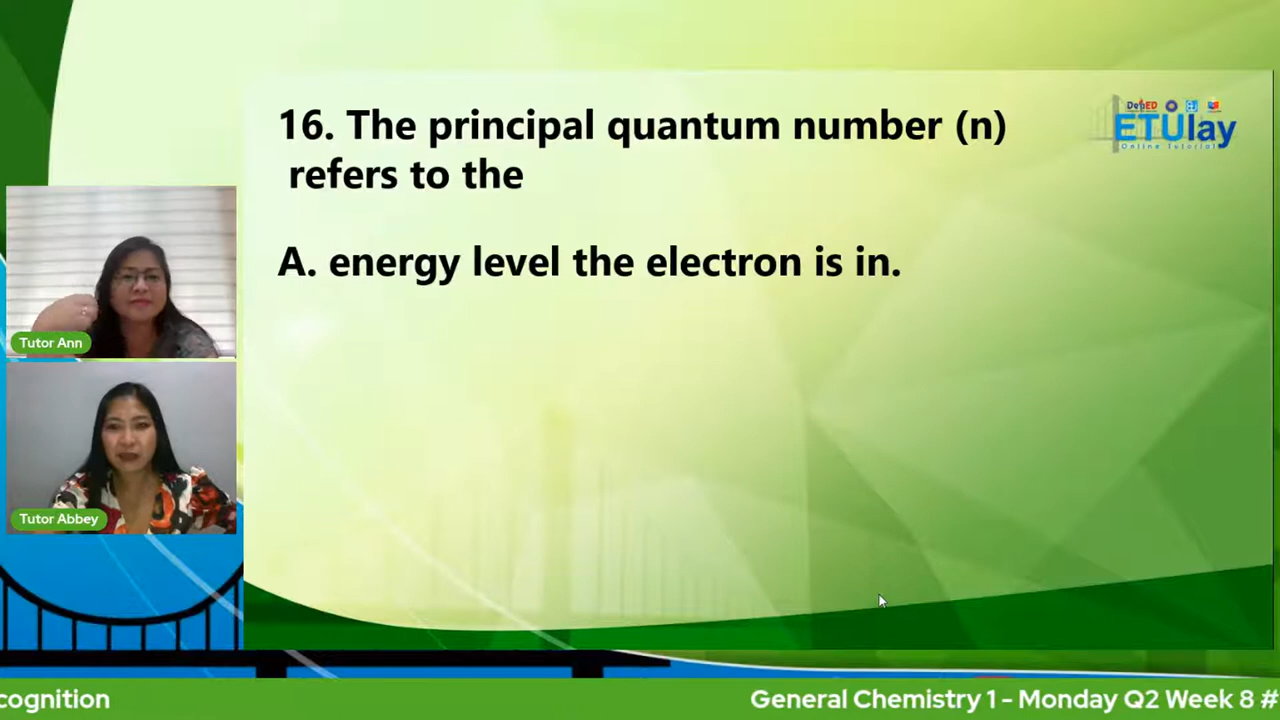 16. The principal quantum number (n)
refers to the
A. energy level the electron is in.
DepED
ETUlay
Online Tutorial
Tutor Ann
Tutor Abbey
cognition
General Chemistry 1 - Monday Q2 Week 8 #